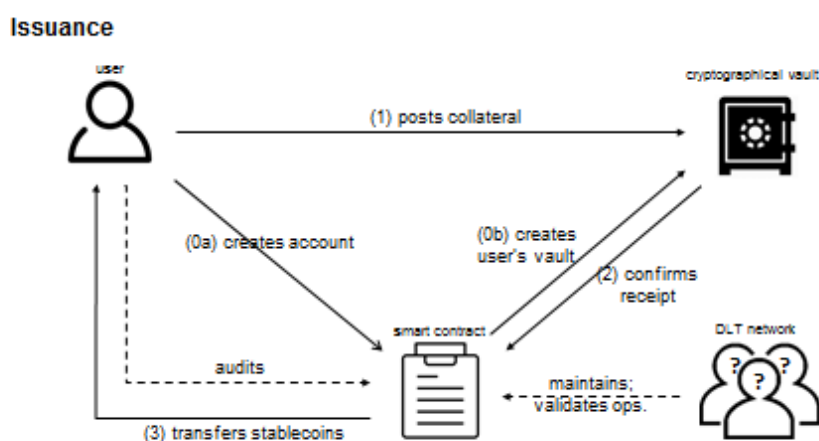 Issuance
user
cryptographical vault
(1) posts collateral
(0a) creates account
(0b) creates
user's vault
(2) confirms
receipt
smart contract
DLT network
? ? ?
audits
maintains;
validates ops.
(3) transfers stablecoins